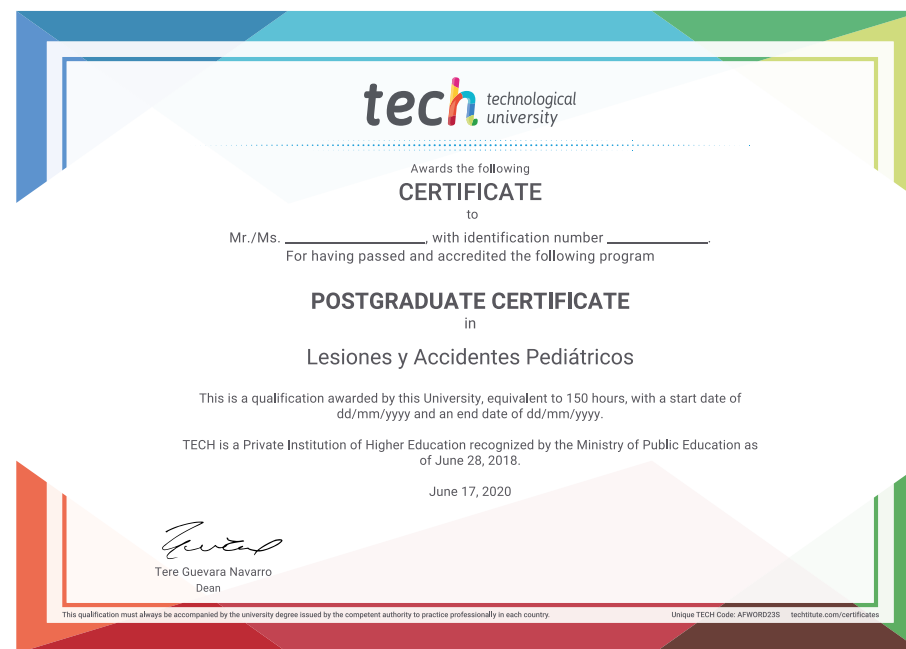 tech technological
university
Awards the following
CERTIFICATE
to
Mr./Ms. ____________________, with identification number ______________.
For having passed and accredited the following program
POSTGRADUATE CERTIFICATE
in
Lesiones y Accidentes Pediátricos
This is a qualification awarded by this University, equivalent to 150 hours, with a start date of
dd/mm/yyyy and an end date of dd/mm/yyyy.
TECH is a Private Institution of Higher Education recognized by the Ministry of Public Education as
of June 28, 2018.
June 17, 2020
Tere Guevara Navarro
Dean
This qualification must always be accompanied by the university degree issued by the competent authority to practice professionally in each country. Unique TECH Code: AFWORD23S techtitute.com/certificates